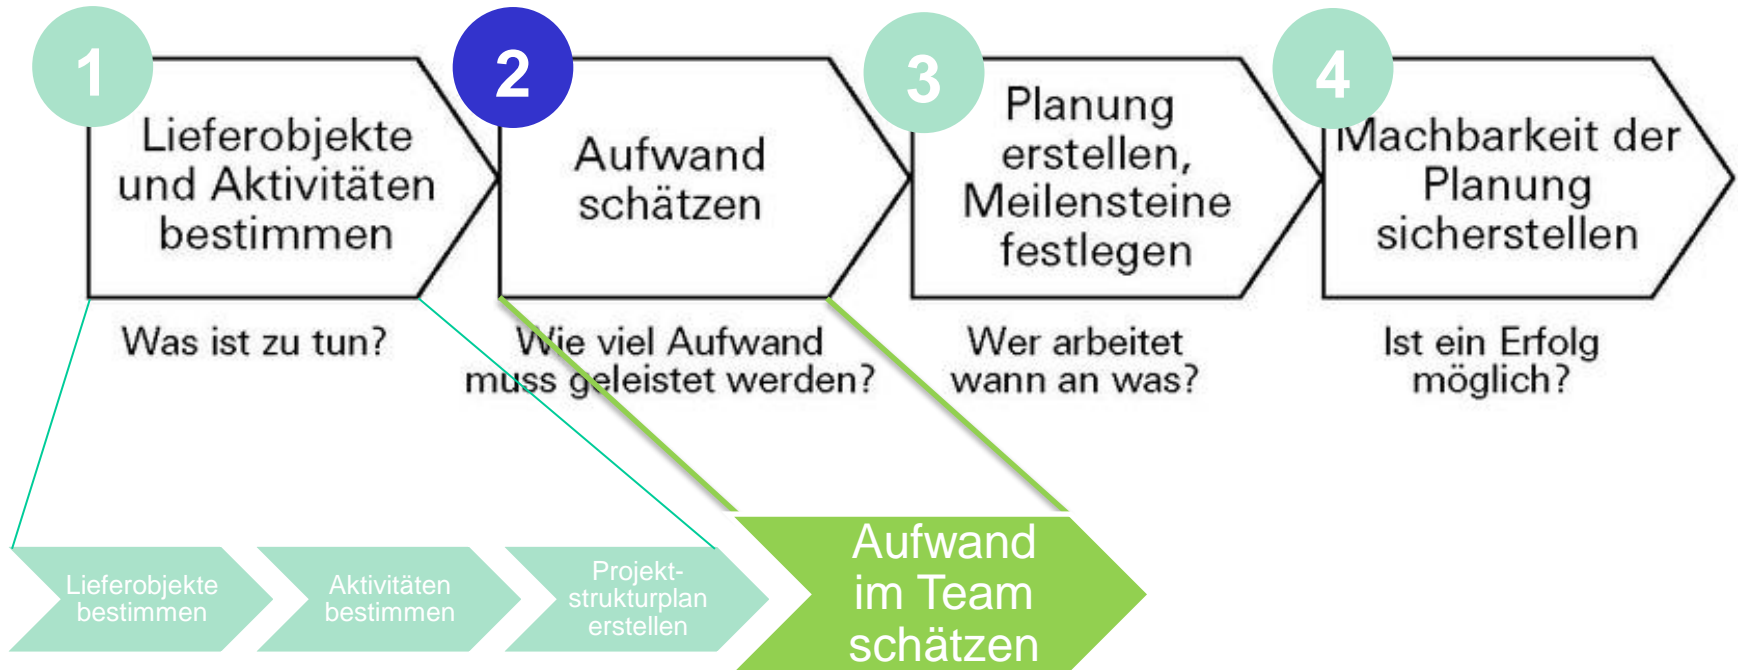 1
Lieferobjekte
und Aktivitäten
bestimmen
Was ist zu tun?
2
Aufwand
schätzen
Wie viel Aufwand
muss geleistet werden?
3
Planung
erstellen,
Meilensteine
festlegen
Wer arbeitet
wann an was?
4
Machbarkeit der
Planung
sicherstellen
Ist ein Erfolg
möglich?
Lieferobjekte
bestimmen
Aktivitäten
bestimmen
Projekt-
strukturplan
erstellen
Aufwand
im Team
schätzen